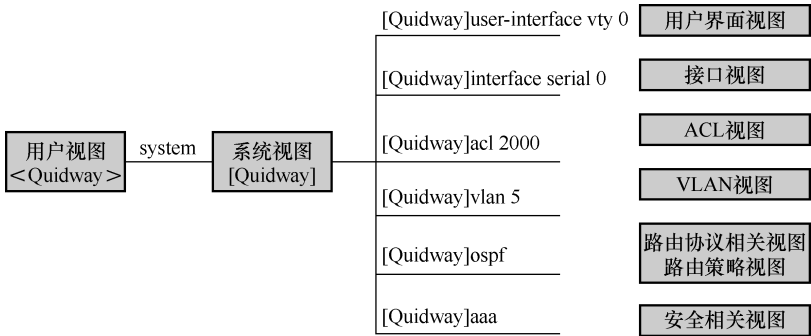 [Quidway]user-interface vty 0
用户界面视图
[Quidway]interface serial 0
接口视图
用户视图
<Quidway>
system
系统视图
[Quidway]
[Quidway]acl 2000
ACL视图
[Quidway]vlan 5
VLAN视图
[Quidway]ospf
路由协议相关视图
路由策略视图
[Quidway]aaa
安全相关视图